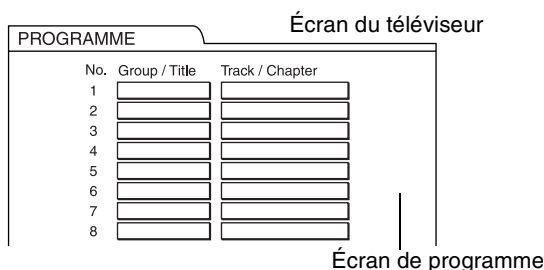 Écran du téléviseur
PROGRAMME
No. Group / Title Track / Chapter
1
2
3
4
5
6
7
8
Écran de programme